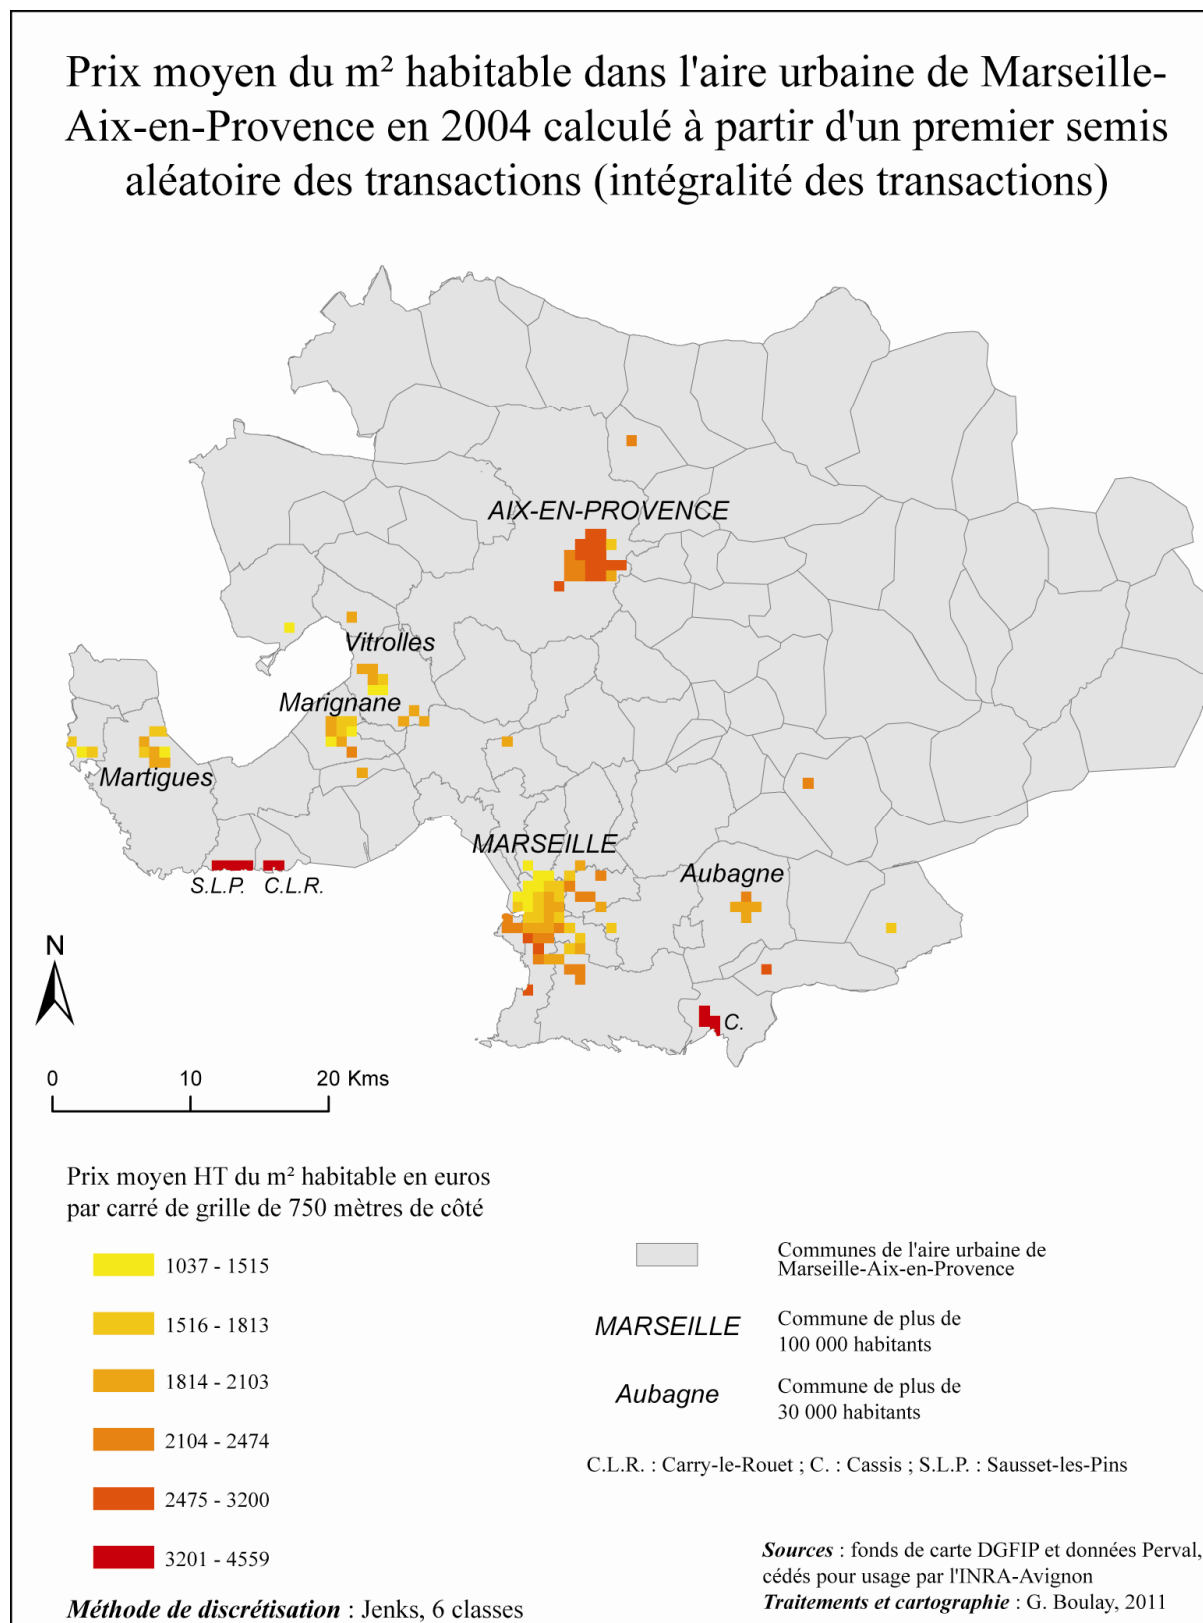 Prix moyen du m² habitable dans l'aire urbaine de Marseille-
Aix-en-Provence en 2004 calculé à partir d'un premier semis
aléatoire des transactions (intégralité des transactions)
AIX-EN-PROVENCE
Vitrolles
Marignane
Martigues
MARSEILLE
Aubagne
S.L.P.
C.L.R.
N
C.
0 10 20 Kms
Prix moyen HT du m² habitable en euros
par carré de grille de 750 mètres de côté
1037 - 1515
1516 - 1813
1814 - 2103
2104 - 2474
2475 - 3200
3201 - 4559
Méthode de discrétisation : Jenks, 6 classes
Communes de l'aire urbaine de
Marseille-Aix-en-Provence
MARSEILLE
Commune de plus de
100 000 habitants
Aubagne
Commune de plus de
30 000 habitants
C.L.R. : Carry-le-Rouet ; C. : Cassis ; S.L.P. : Sausset-les-Pins
Sources : fonds de carte DGFIP et données Perval,
cédés pour usage par l'INRA-Avignon
Traitements et cartographie : G. Boulay, 2011